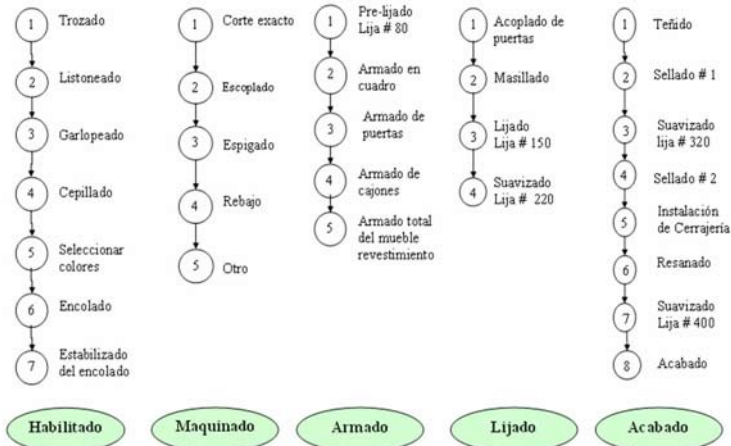 1 Trozado
2 Listoneado
3 Garlopeado
4 Cepillado
5 Seleccionar
colores
6 Encolado
7 Estabilizado
del encolado
Habilitado
1 Corte exacto
2 Escoplado
3 Espigado
4 Rebajo
5 Otro
Maquinado
1 Pre-lijado
Lija # 80
2 Armado en
cuadro
3 Armado de
puertas
4 Armado de
cajones
5 Armado total
del mueble
revestimiento
Armado
1 Acoplado de
puertas
2 Masillado
3 Lijado
Lija # 150
4 Suavizado
Lija # 220
Lijado
1 Teñido
2 Sellado # 1
3 Suavizado
lija # 320
4 Sellado # 2
5 Instalación
de Cerrajería
6 Resanado
7 Suavizado
Lija # 400
8 Acabado
Acabado